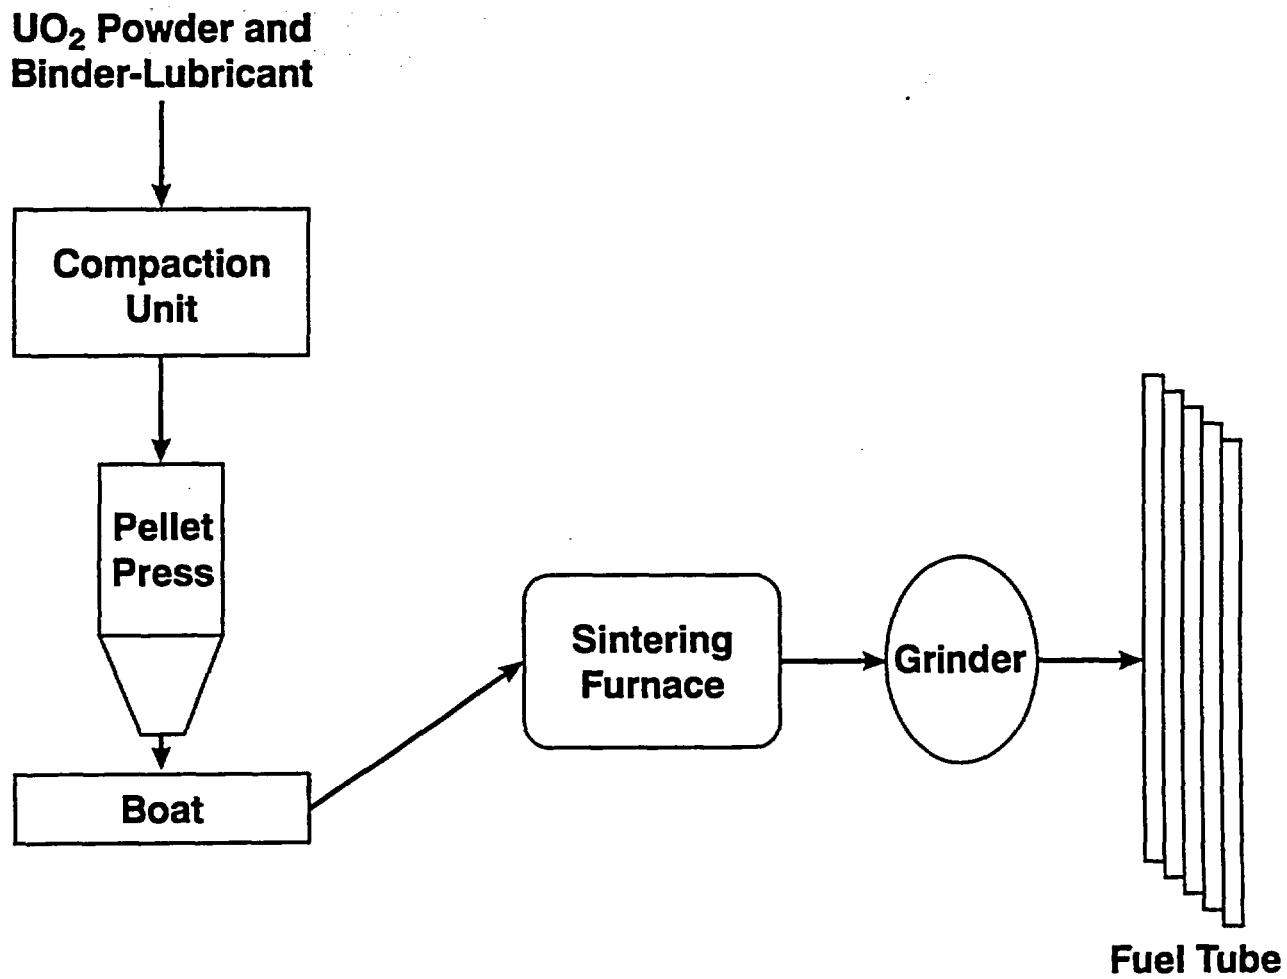 UO₂ Powder and
Binder-Lubricant
Compaction
Unit
Pellet
Press
Boat
Sintering
Furnace
Grinder
Fuel Tube